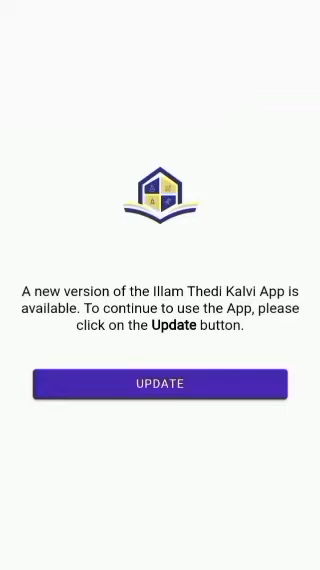 A new version of the Illam Thedi Kalvi App is
available. To continue to use the App, please
click on the Update button.
UPDATE